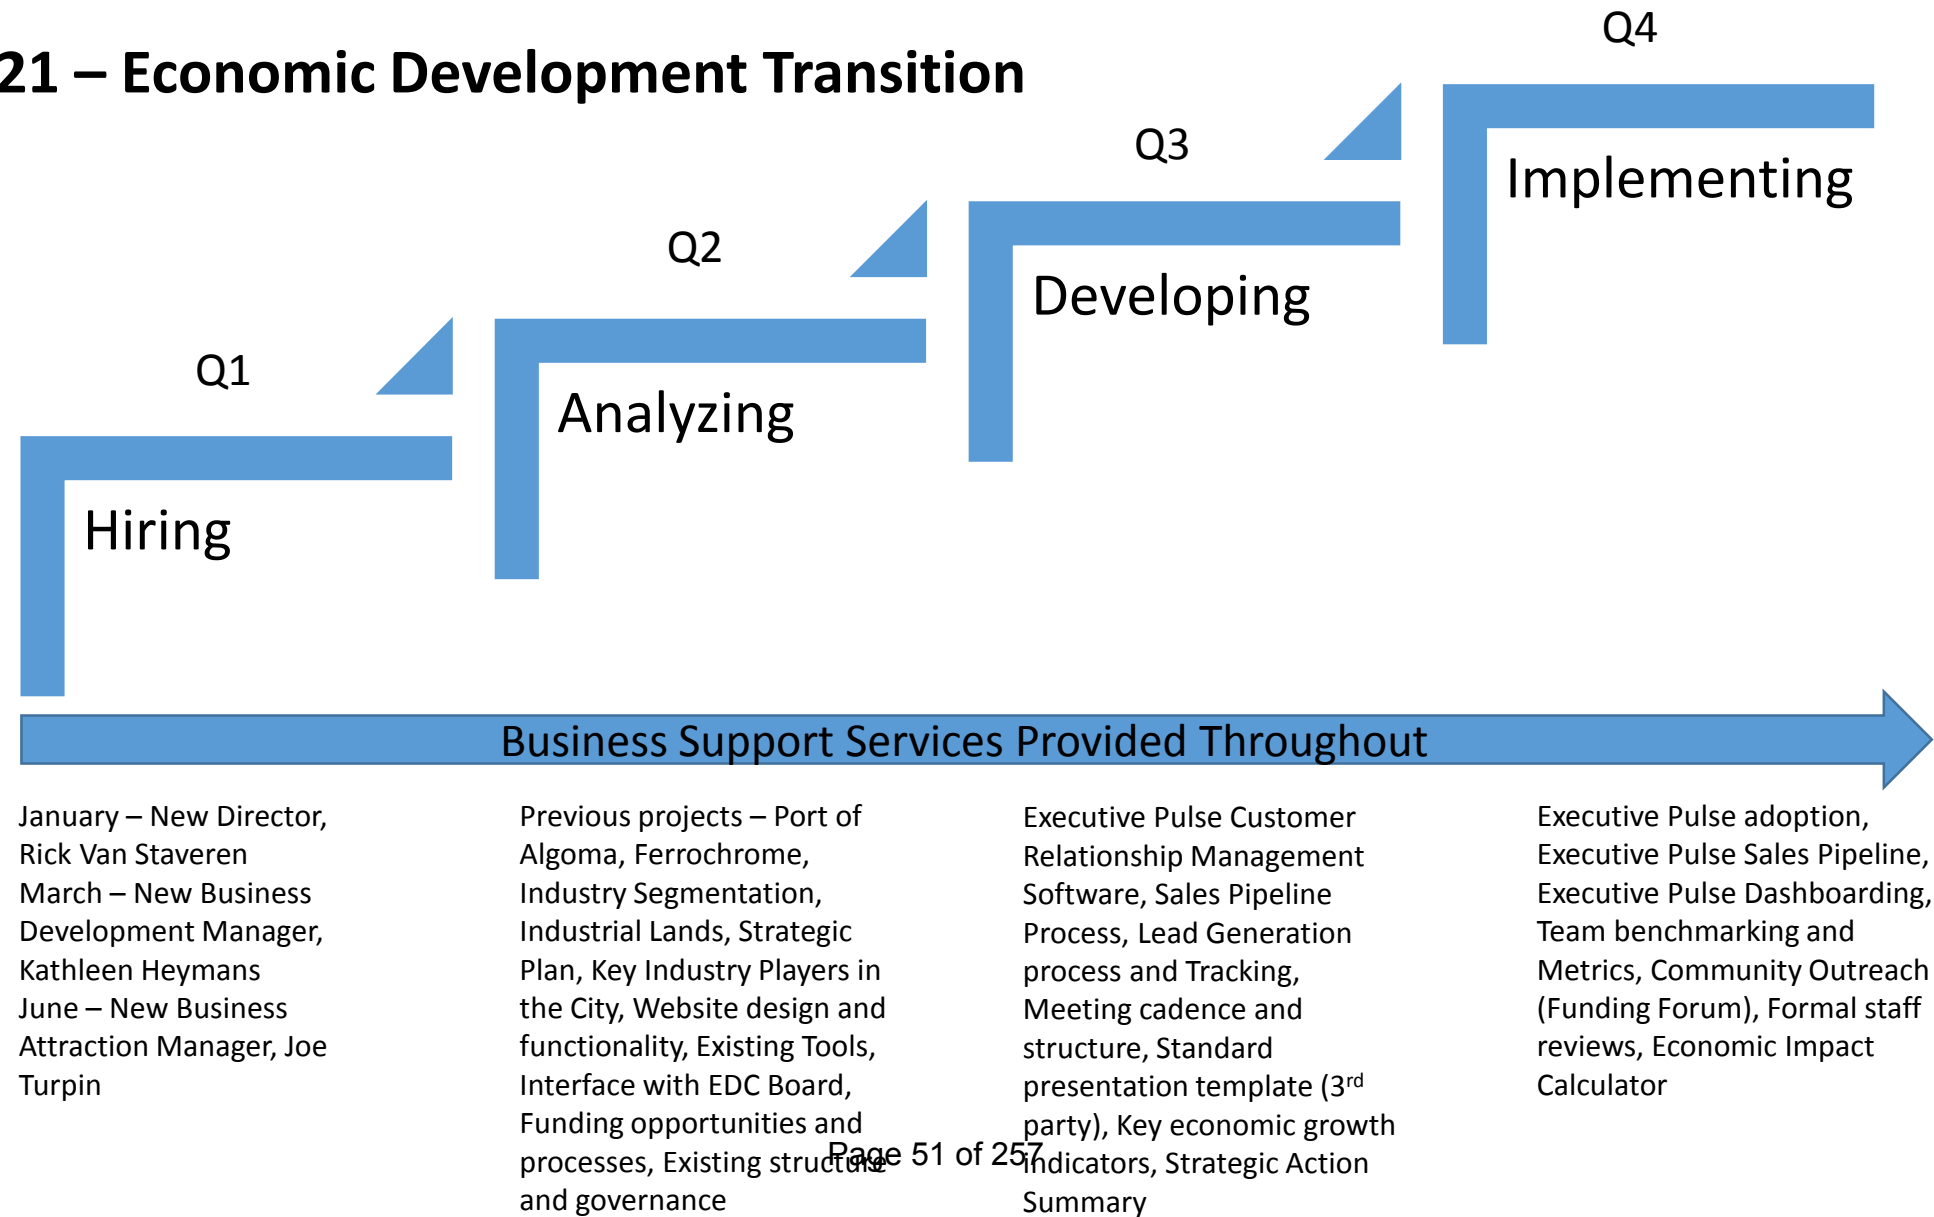 21 – Economic Development Transition
Q1
Hiring
Q2
Analyzing
Q3
Developing
Q4
Implementing
Business Support Services Provided Throughout
January – New Director,
Rick Van Staveren
March – New Business
Development Manager,
Kathleen Heymans
June – New Business
Attraction Manager, Joe
Turpin
Previous projects – Port of
Algoma, Ferrochrome,
Industry Segmentation,
Industrial Lands, Strategic
Plan, Key Industry Players in
the City, Website design and
functionality, Existing Tools,
Interface with EDC Board,
Funding opportunities and
processes, Existing structure
and governance
Executive Pulse Customer
Relationship Management
Software, Sales Pipeline
Process, Lead Generation
process and Tracking,
Meeting cadence and
structure, Standard
presentation template (3rd
party), Key economic growth
indicators, Strategic Action
Summary
Executive Pulse adoption,
Executive Pulse Sales Pipeline,
Executive Pulse Dashboarding,
Team benchmarking and
Metrics, Community Outreach
(Funding Forum), Formal staff
reviews, Economic Impact
Calculator
Page 51 of 257